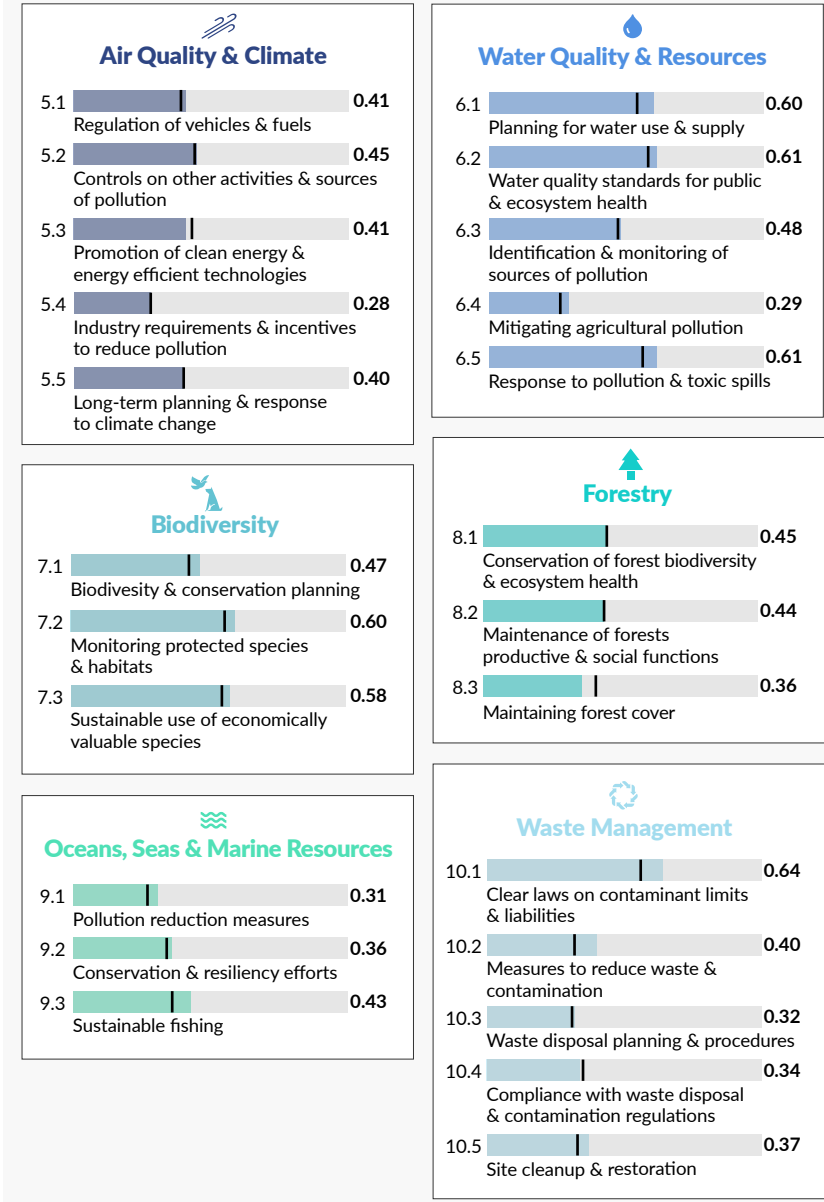 Air Quality & Climate
5.1 0.41
Regulation of vehicles & fuels
5.2 0.45
Controls on other activities & sources
of pollution
5.3 0.41
Promotion of clean energy &
energy efficient technologies
5.4 0.28
Industry requirements & incentives
to reduce pollution
5.5 0.40
Long-term planning & response
to climate change
Water Quality & Resources
6.1 0.60
Planning for water use & supply
6.2 0.61
Water quality standards for public
& ecosystem health
6.3 0.48
Identification & monitoring of
sources of pollution
6.4 0.29
Mitigating agricultural pollution
6.5 0.61
Response to pollution & toxic spills
Biodiversity
7.1 0.47
Biodivesity & conservation planning
7.2 0.60
Monitoring protected species
& habitats
7.3 0.58
Sustainable use of economically
valuable species
Forestry
8.1 0.45
Conservation of forest biodiversity
& ecosystem health
8.2 0.44
Maintenance of forests
productive & social functions
8.3 0.36
Maintaining forest cover
Oceans, Seas & Marine Resources
9.1 0.31
Pollution reduction measures
9.2 0.36
Conservation & resiliency efforts
9.3 0.43
Sustainable fishing
Waste Management
10.1 0.64
Clear laws on contaminant limits
& liabilities
10.2 0.40
Measures to reduce waste &
contamination
10.3 0.32
Waste disposal planning & procedures
10.4 0.34
Compliance with waste disposal
& contamination regulations
10.5 0.37
Site cleanup & restoration